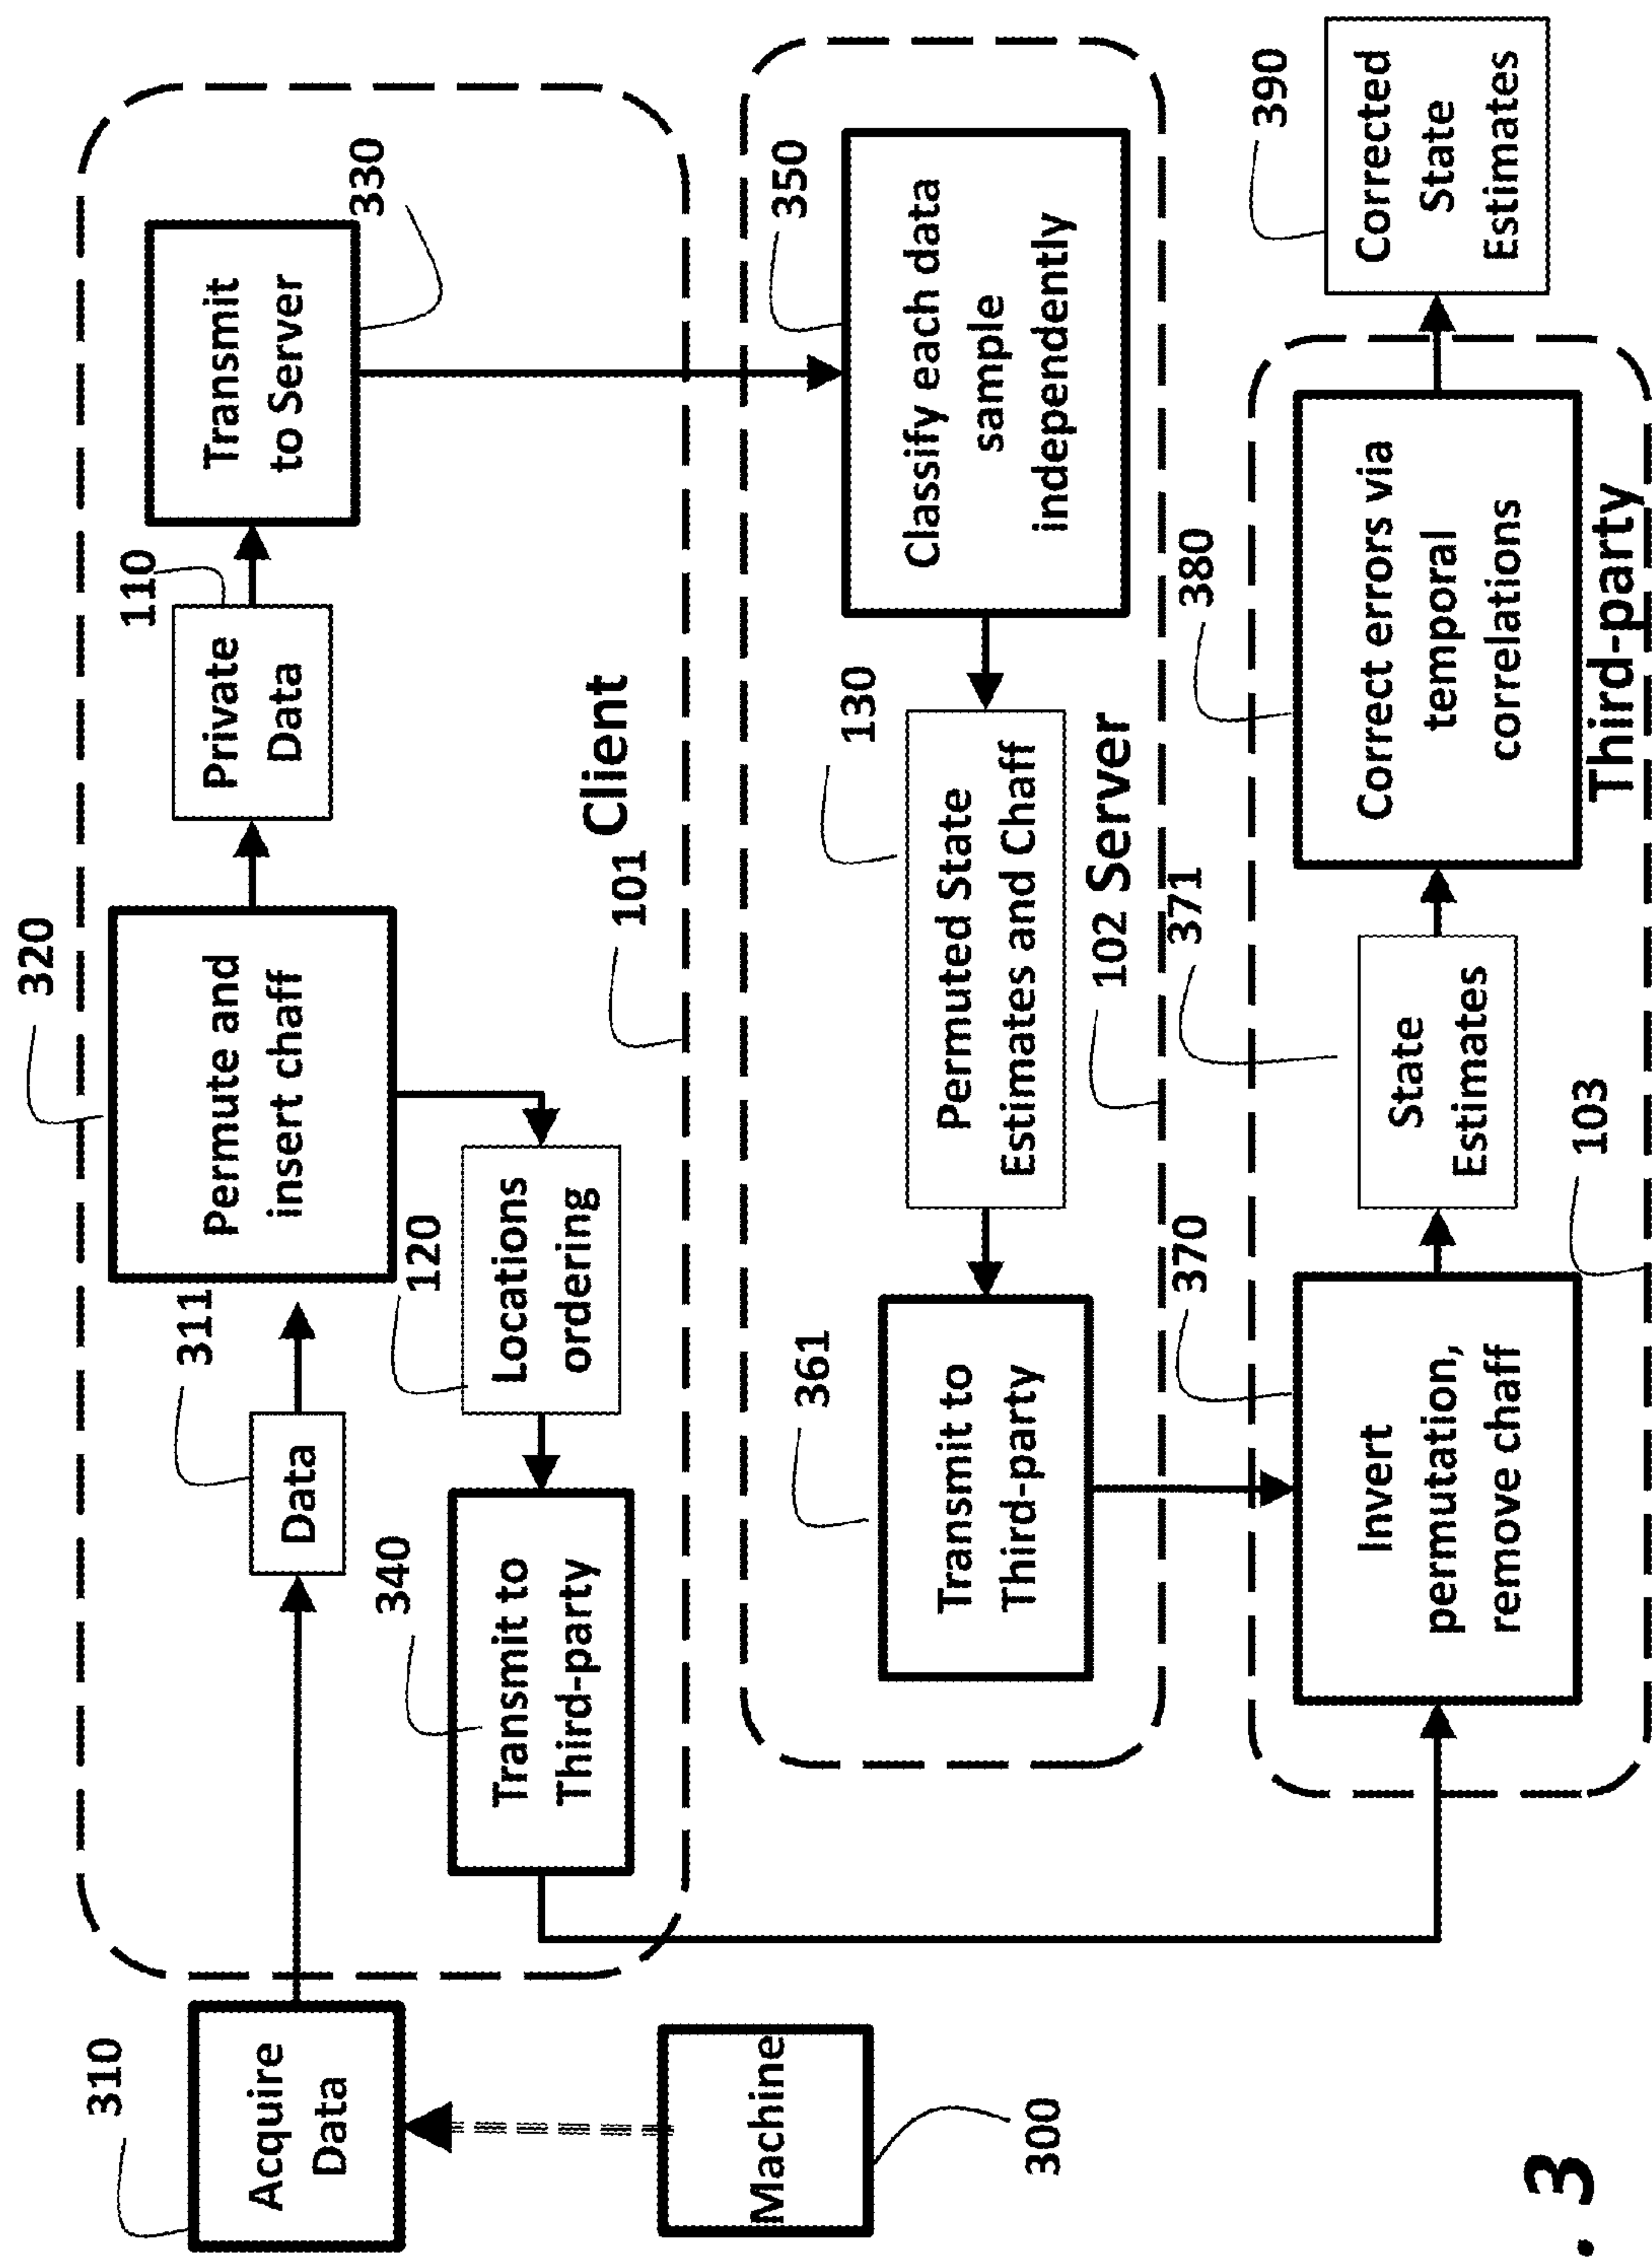 310
Acquire
Data
Machine
300
311
Data
320
Permute and
insert chaff
110
Private
Data
Transmit
to Server
330
120
Locations
ordering
340
Transmit to
Third-party
101
Client
350
Classify each data
sample
independently
130
Permuted State
Estimates and Chaff
361
Transmit to
Third-party
102 Server
370
Invert
permutation,
remove chaff
371
State
Estimates
380
Correct errors via
temporal
correlations
390
Corrected
State
Estimates
103
Third-party
. 3